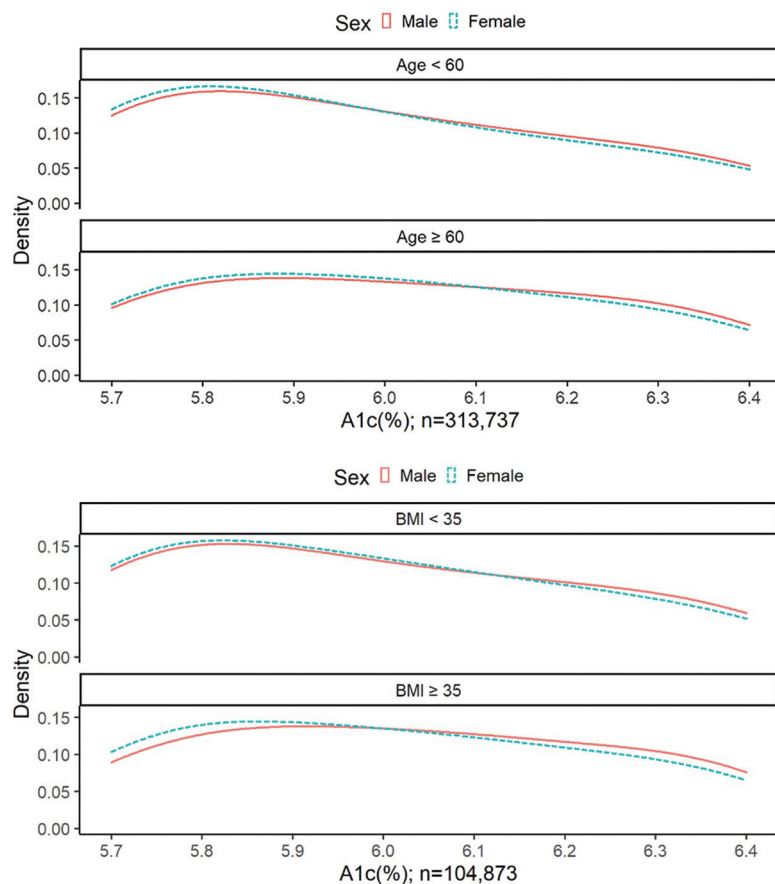 Sex Male Female
Age < 60
0.15
0.10
0.05
0.00
Density
Age ≥ 60
0.15
0.10
0.05
0.00
5.7 5.8 5.9 6.0 6.1 6.2 6.3 6.4
A1c(%); n=313,737
Sex Male Female
BMI < 35
0.15
0.10
0.05
0.00
Density
BMI ≥ 35
0.15
0.10
0.05
0.00
5.7 5.8 5.9 6.0 6.1 6.2 6.3 6.4
A1c(%); n=104,873